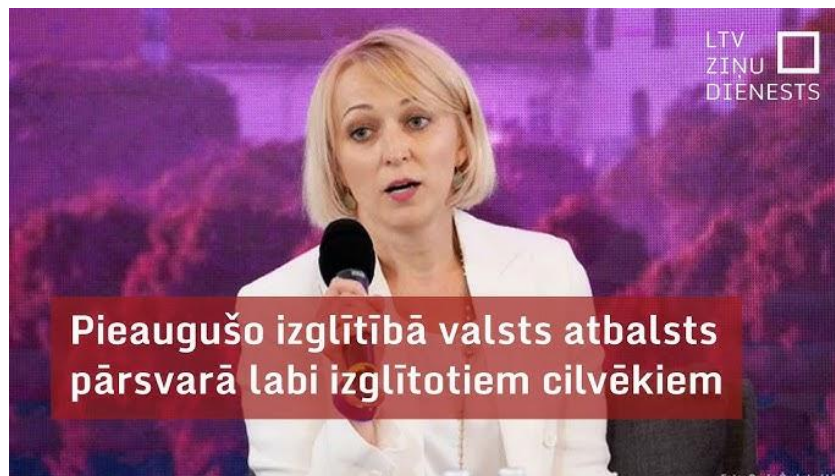 LTV
ZIŅU
DIENESTS
Pieaugušo izglītībā valsts atbalsts
pārsvarā labi izglītotiem cilvēkiem